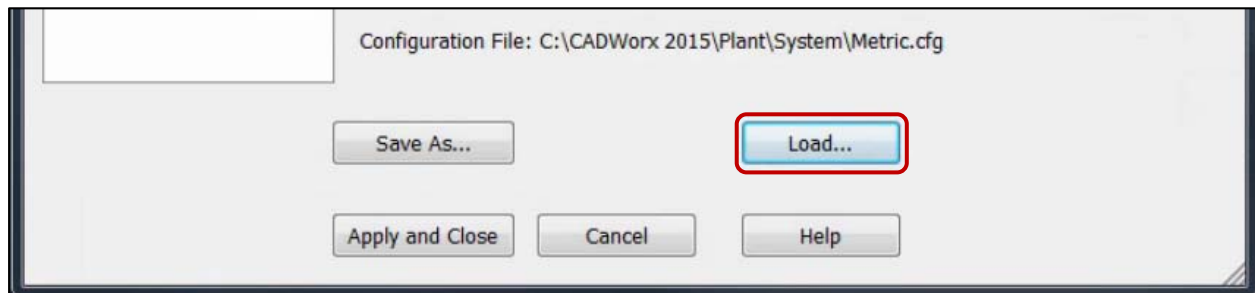 Configuration File: C:\CADWorx 2015\Plant\System\Metric.cfg
Save As...
Load...
Apply and Close
Cancel
Help